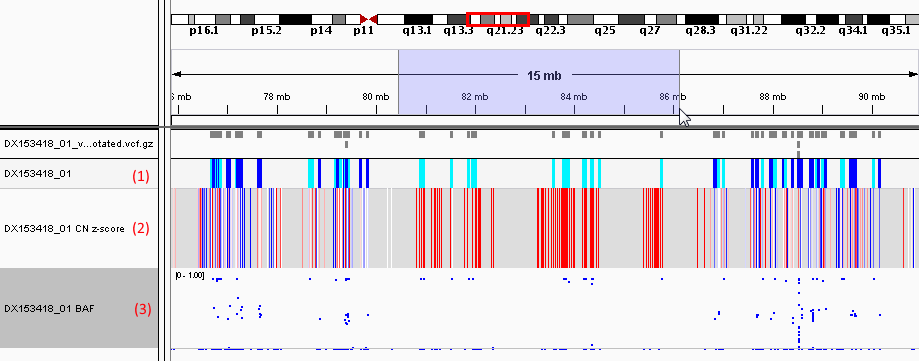 p16.1 p15.2 p14 p11 q13.1 q13.3 q21.23 q22.3 q25 q27 q28.3 q31.22 q32.2 q34.1 q35.1
15 mb
mb 78 mb 80 mb 82 mb 84 mb 86 mb 88 mb 90 mb
DX153418_01_v...otated.vcf.gz
DX153418_01 (1)
DX153418_01 CN z-score (2)
[0 - 1.00]
DX153418_01 BAF (3)